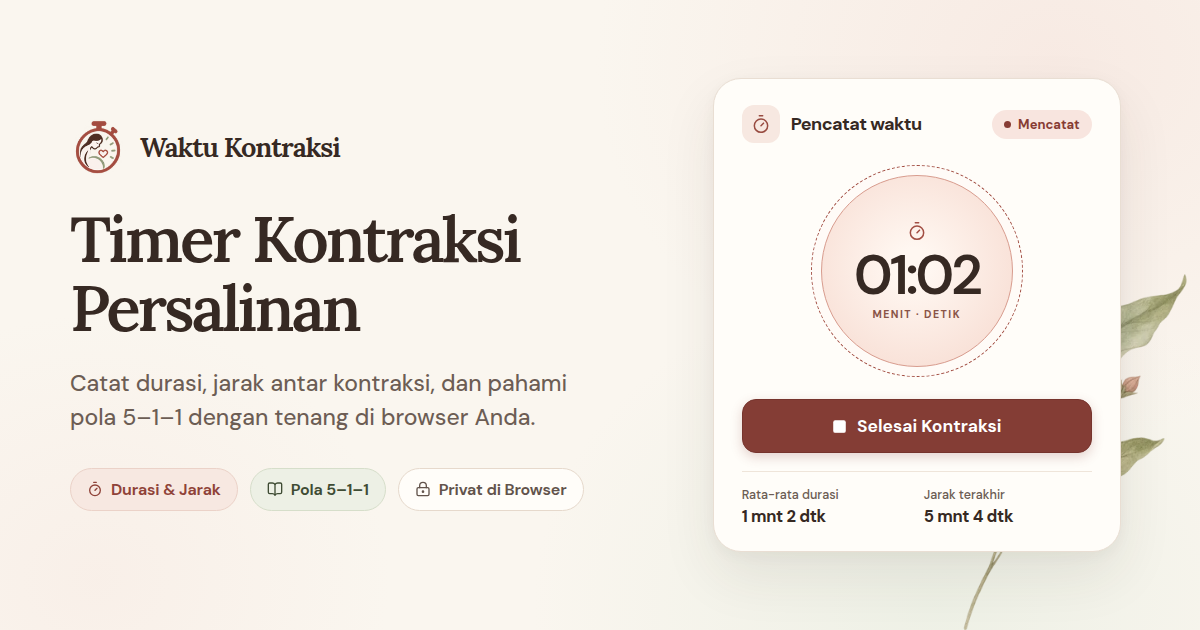 Waktu Kontraksi
Timer Kontraksi
Persalinan
Catat durasi, jarak antar kontraksi, dan pahami
pola 5–1–1 dengan tenang di browser Anda.
Durasi & Jarak
Pola 5–1–1
Privat di Browser
Pencatat waktu
Mencatat
01:02
MENIT · DETIK
Selesai Kontraksi
Rata-rata durasi
1 mnt 2 dtk
Jarak terakhir
5 mnt 4 dtk